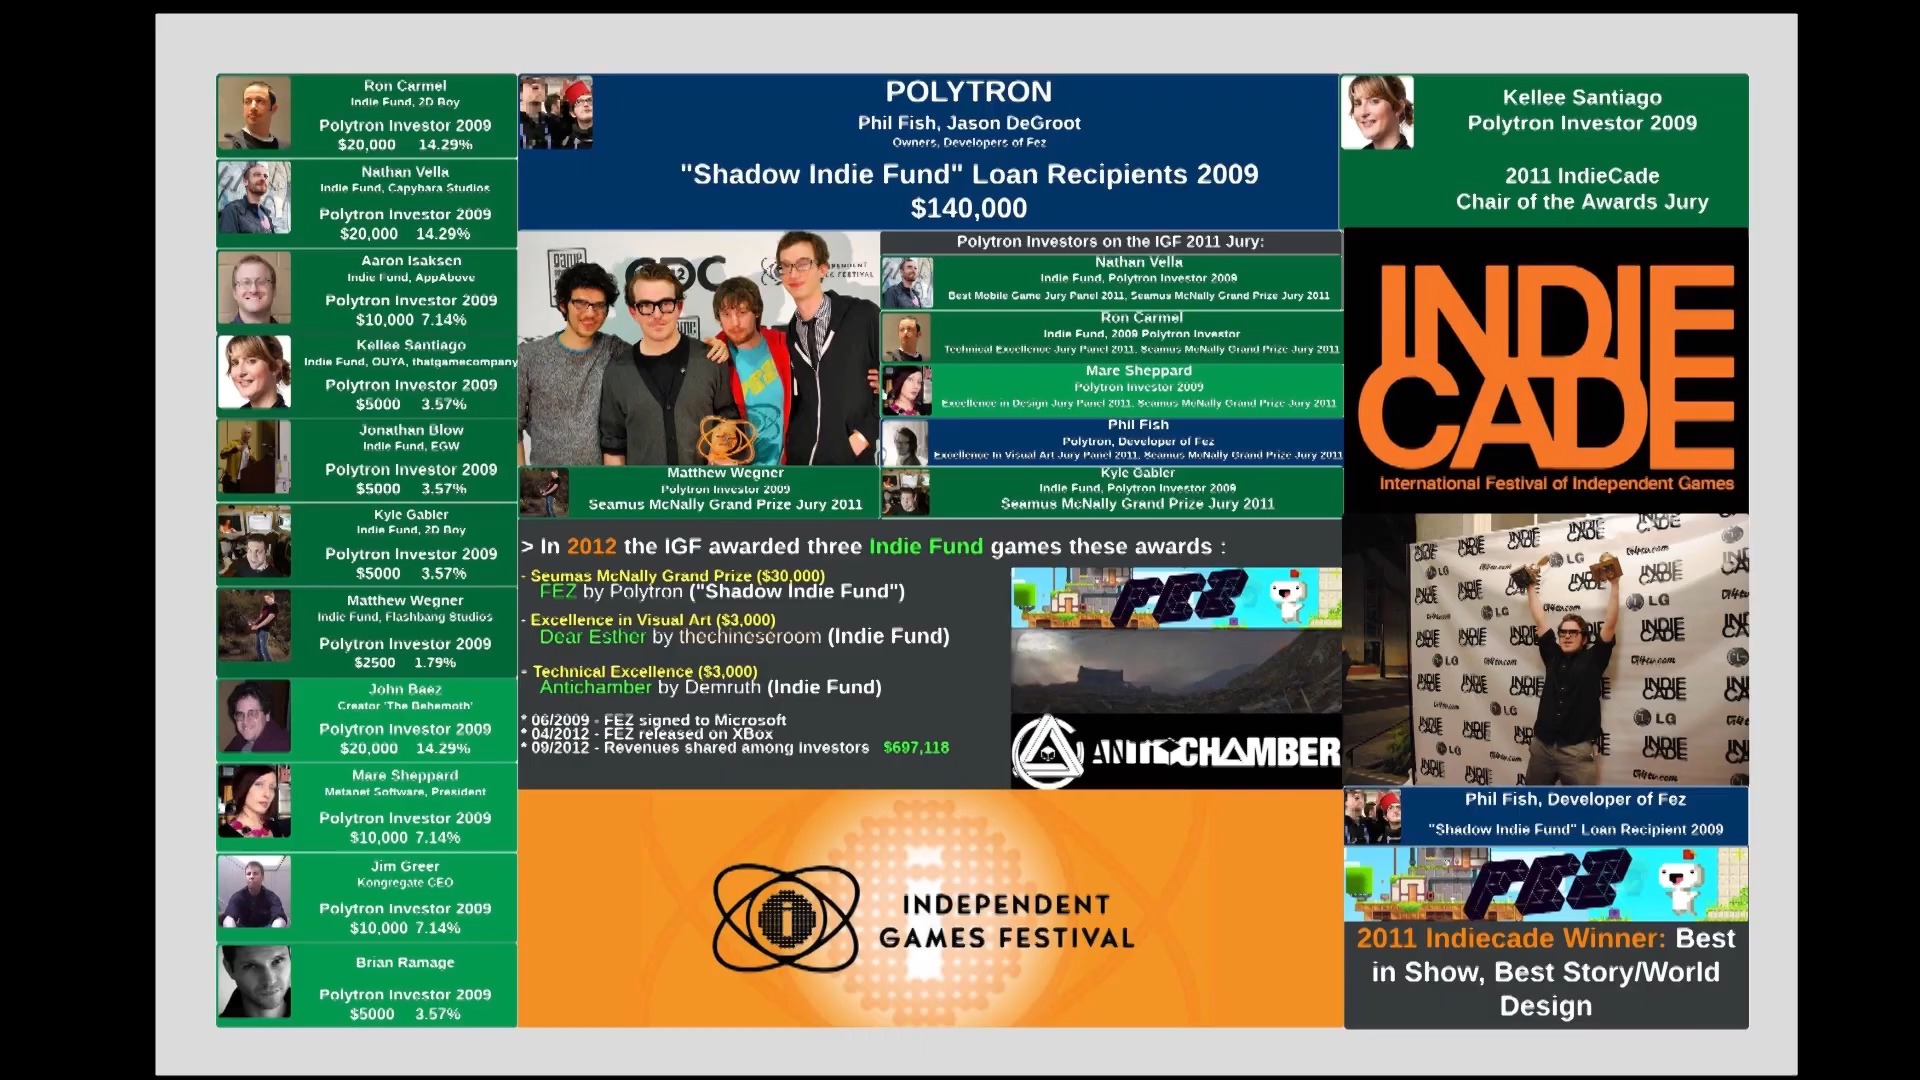 Ron Carmel
Indie Fund, 2D Boy
Polytron Investor 2009
$20,000 14.29%
Nathan Vella
Indie Fund, Capybara Studios
Polytron Investor 2009
$20,000 14.29%
Aaron Isaksen
Indie Fund, AppAbove
Polytron Investor 2009
$10,000 7.14%
Kellee Santiago
Indie Fund, OUYA, thatgamecompany
Polytron Investor 2009
$5000 3.57%
Jonathan Blow
Indie Fund, EGW
Polytron Investor 2009
$5000 3.57%
Kyle Gabler
Indie Fund, 2D Boy
Polytron Investor 2009
$5000 3.57%
Matthew Wegner
Indie Fund, Flashbang Studios
Polytron Investor 2009
$2500 1.79%
John Baez
Creator 'The Behemoth'
Polytron Investor 2009
$20,000 14.29%
Mare Sheppard
Metanet Software, President
Polytron Investor 2009
$10,000 7.14%
Jim Greer
Kongregate CEO
Polytron Investor 2009
$10,000 7.14%
Brian Ramage
Polytron Investor 2009
$5000 3.57%
POLYTRON
Phil Fish, Jason DeGroot
Owners, Developers of Fez
"Shadow Indie Fund" Loan Recipients 2009
$140,000
GDC
Polytron Investors on the IGF 2011 Jury:
Nathan Vella
Indie Fund, Polytron Investor 2009
Best Mobile Game Jury Panel 2011, Seamus McNally Grand Prize Jury 2011
Ron Carmel
Indie Fund, 2009 Polytron Investor
Technical Excellence Jury Panel 2011, Seamus McNally Grand Prize Jury 2011
Mare Sheppard
Polytron Investor 2009
Excellence in Design Jury Panel 2011, Seamus McNally Grand Prize Jury 2011
Phil Fish
Polytron, Developer of Fez
Excellence In Visual Art Jury Panel 2011, Seamus McNally Grand Prize Jury 2011
Matthew Wegner
Polytron Investor 2009
Seamus McNally Grand Prize Jury 2011
Kyle Gabler
Indie Fund, Polytron Investor 2009
Seamus McNally Grand Prize Jury 2011
> In 2012 the IGF awarded three Indie Fund games these awards :
- Seumas McNally Grand Prize ($30,000)
FEZ by Polytron ("Shadow Indie Fund")
- Excellence in Visual Art ($3,000)
Dear Esther by thechineseroom (Indie Fund)
- Technical Excellence ($3,000)
Antichamber by Demruth (Indie Fund)
* 06/2009 - FEZ signed to Microsoft
* 04/2012 - FEZ released on XBox
* 09/2012 - Revenues shared among investors $697,118
FEZ
ANTICHAMBER
INDEPENDENT
GAMES FESTIVAL
Kellee Santiago
Polytron Investor 2009
2011 IndieCade
Chair of the Awards Jury
INDIE
CADE
International Festival of Independent Games
INDIE CADE
LG
Phil Fish, Developer of Fez
"Shadow Indie Fund" Loan Recipient 2009
FEZ
2011 Indiecade Winner: Best
in Show, Best Story/World
Design